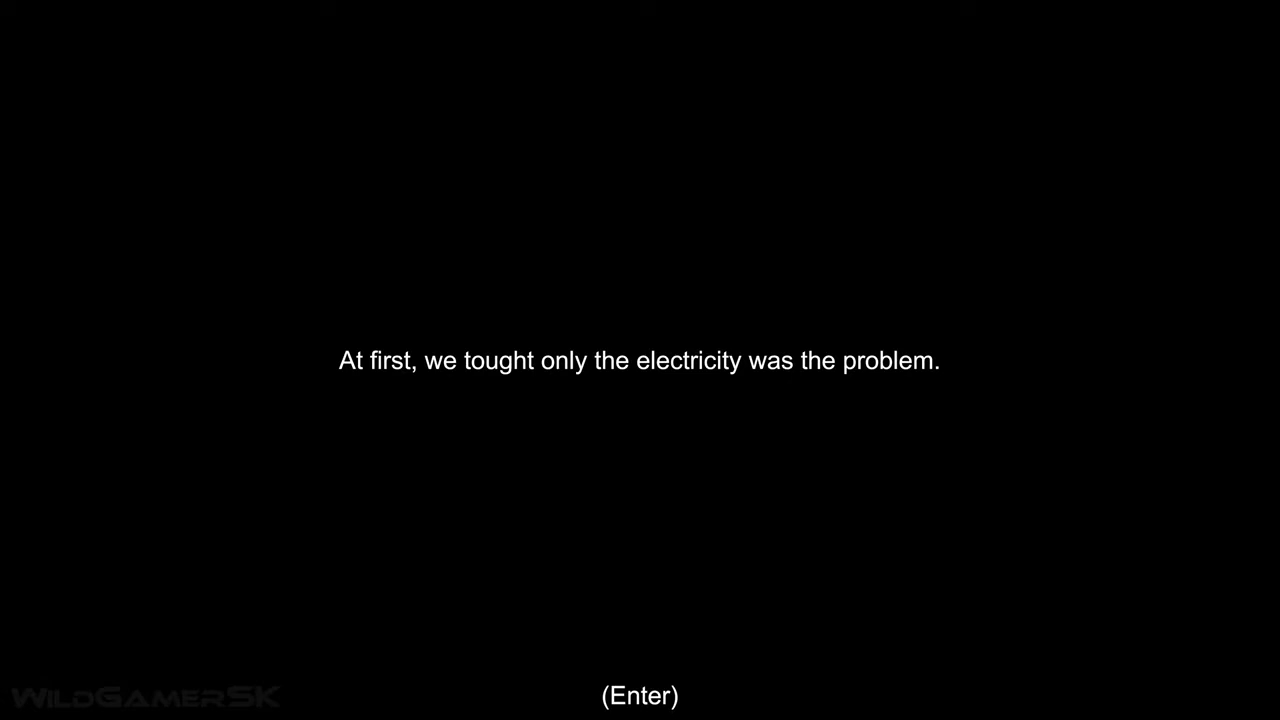 At first, we tought only the electricity was the problem.
(Enter)
WildGamerSK